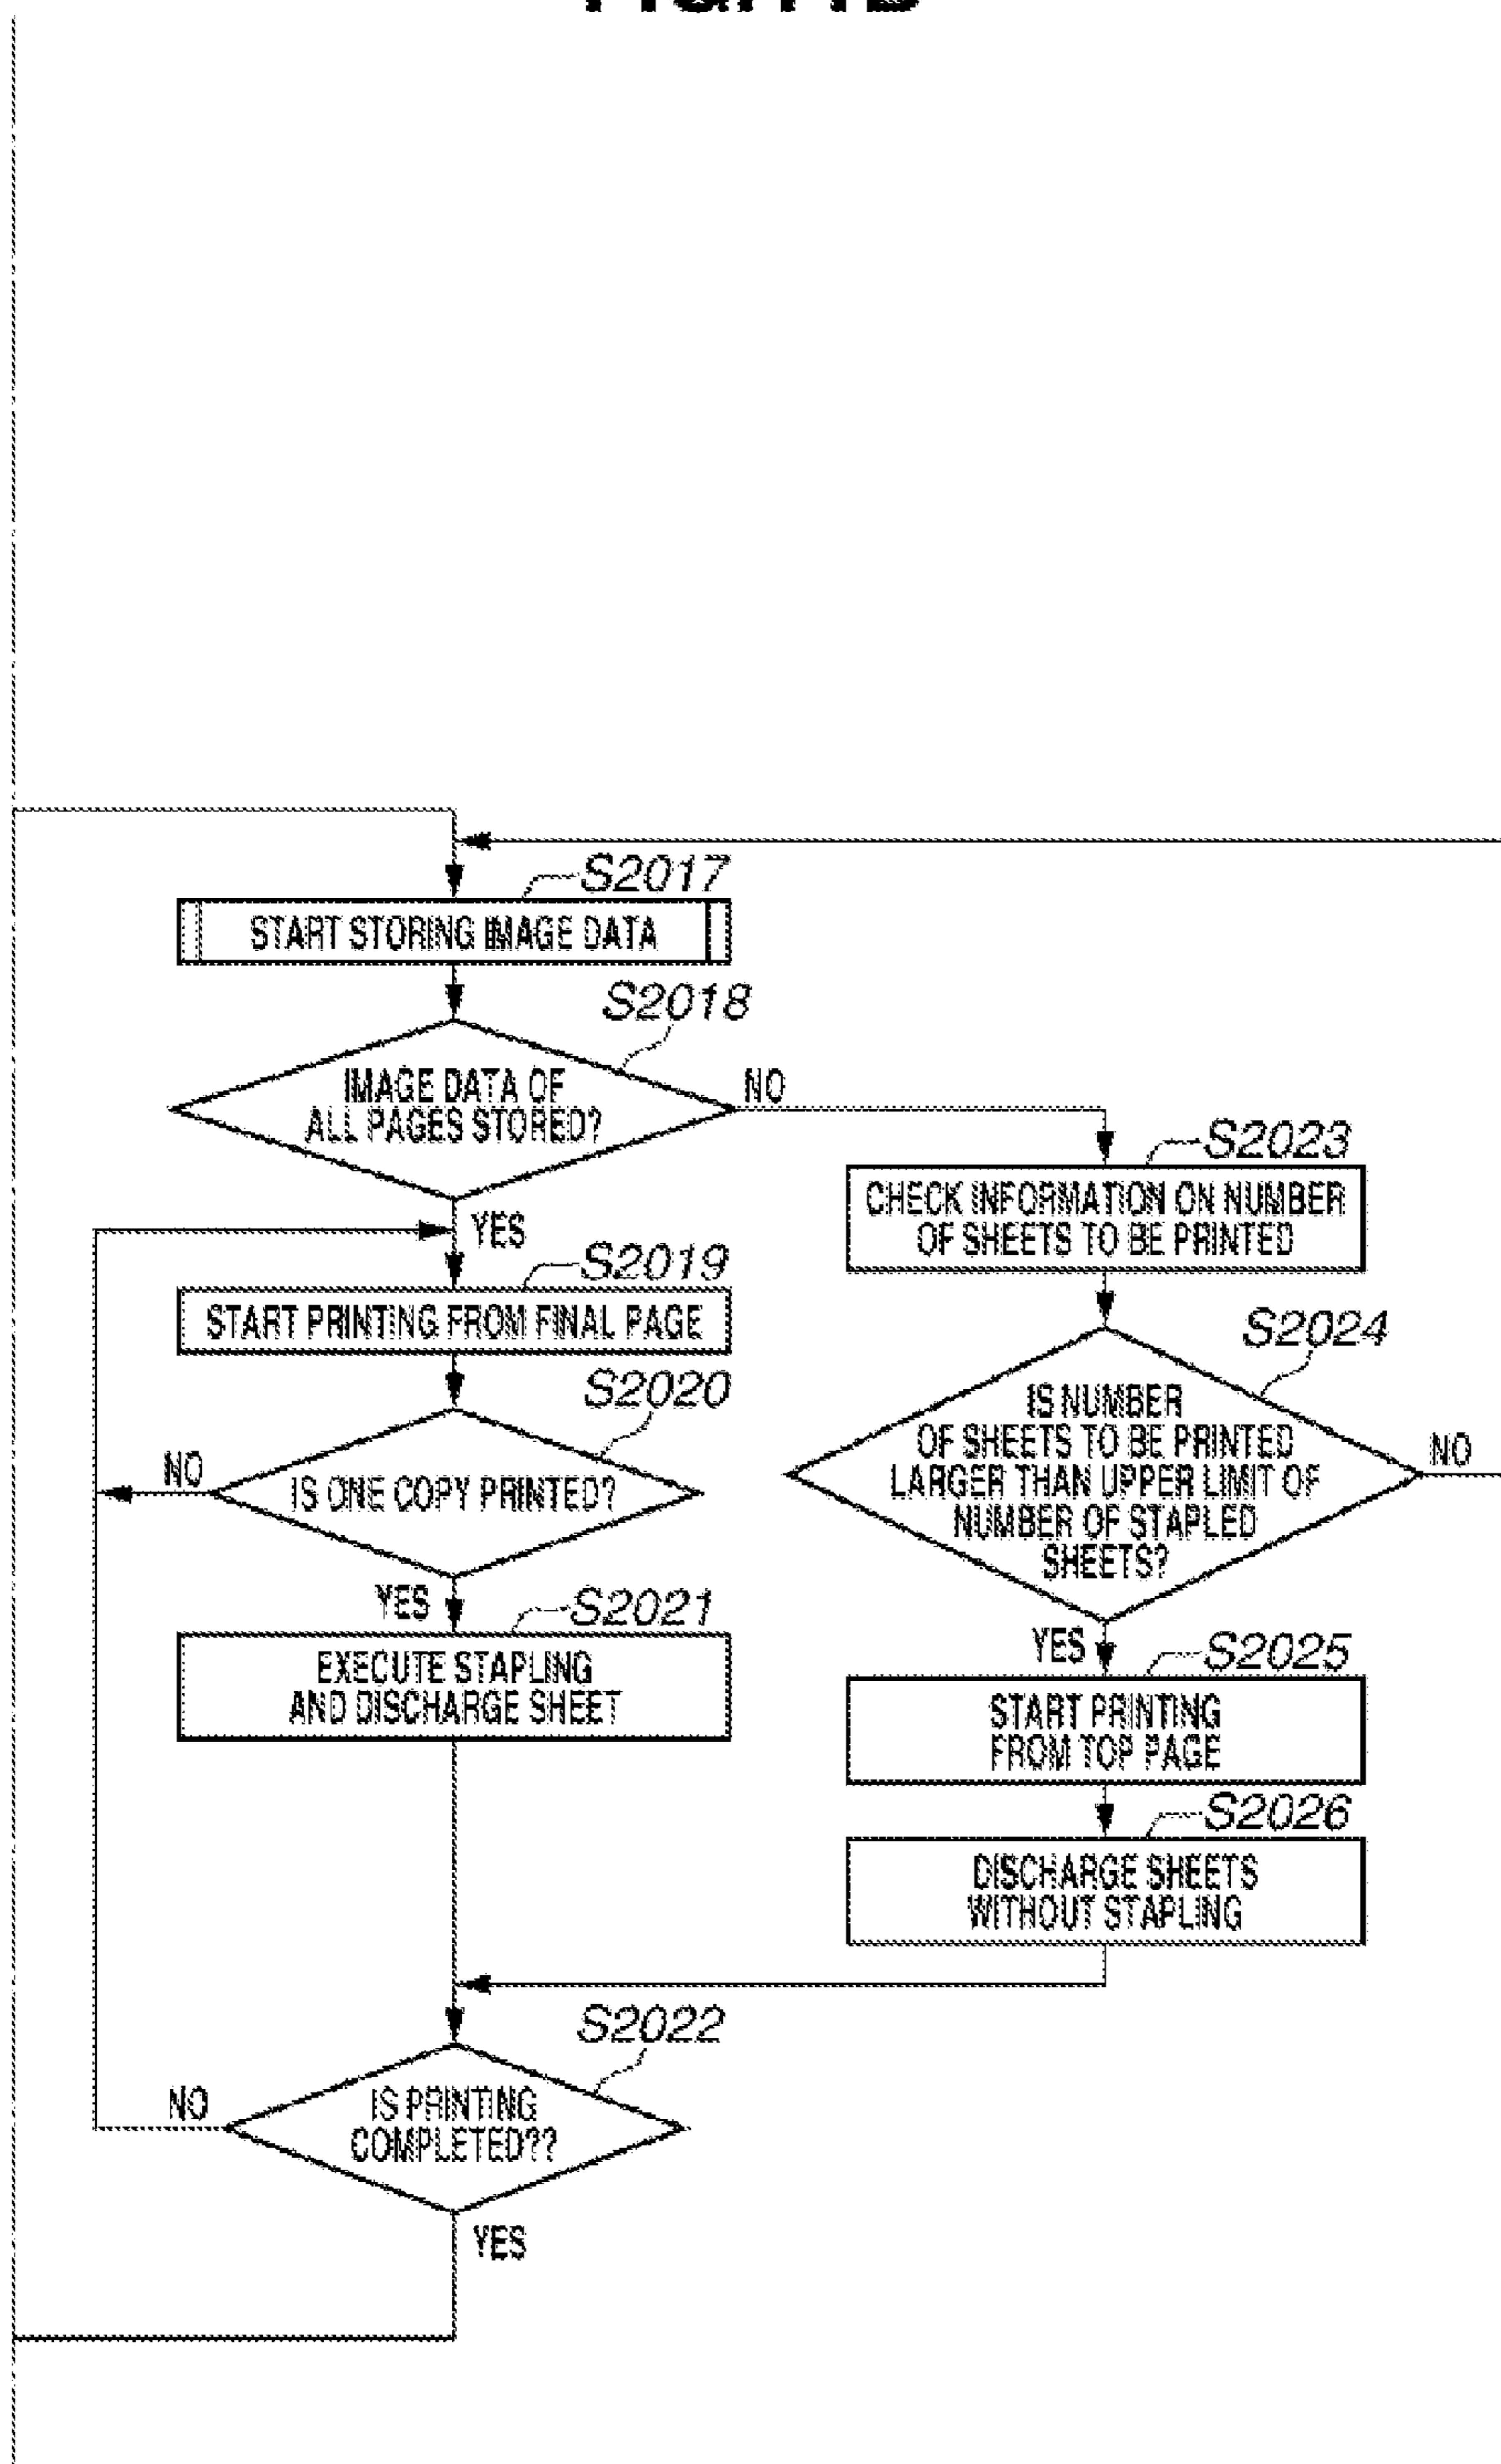 S2017
START STORING IMAGE DATA
S2018
IMAGE DATA OF
ALL PAGES STORED?
NO
YES
S2019
START PRINTING FROM FINAL PAGE
S2020
NO
IS ONE COPY PRINTED?
YES
S2021
EXECUTE STAPLING
AND DISCHARGE SHEET
S2023
CHECK INFORMATION ON NUMBER
OF SHEETS TO BE PRINTED
S2024
IS NUMBER
OF SHEETS TO BE PRINTED
LARGER THAN UPPER LIMIT OF
NUMBER OF STAPLED
SHEETS?
NO
YES
S2025
START PRINTING
FROM TOP PAGE
S2026
DISCHARGE SHEETS
WITHOUT STAPLING
S2022
NO
IS PRINTING
COMPLETED??
YES